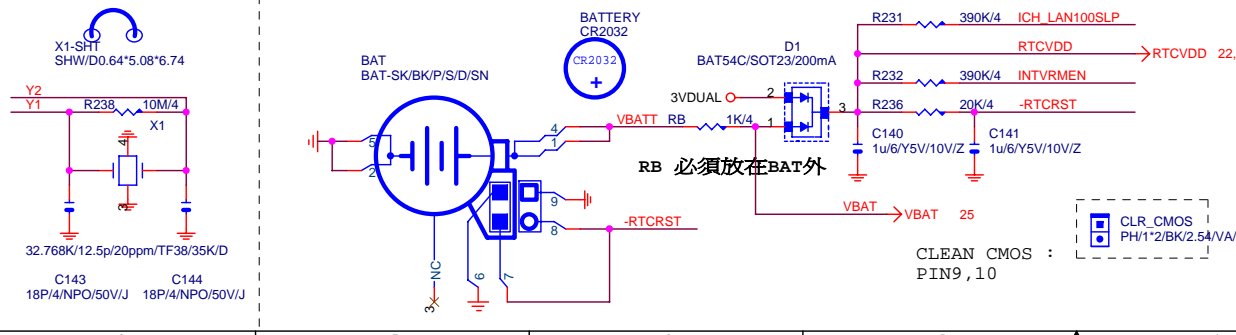 X1-SHT
SHW/D0.64*5.08*6.74
Y2
Y1
R238
10M/4
X1
4
3
32.768K/12.5p/20ppm/TF38/35K/D
C143
18P/4/NPO/50V/J
C144
18P/4/NPO/50V/J
BATTERY
CR2032
CR2032
+
BAT
BAT-SK/BK/P/S/D/SN
5
2
4
1
VBATT
RB
1K/4
RB 必須放在BAT外
9
8
-RTCRST
3
NC
6
7
D1
BAT54C/SOT23/200mA
3VDUAL
2
1
3
R231
390K/4
ICH_LAN100SLP
RTCVDD
RTCVDD 22,
R232
390K/4
INTVRMEN
R236
20K/4
-RTCRST
C140
1u/6/Y5V/10V/Z
C141
1u/6/Y5V/10V/Z
VBAT
VBAT 25
CLEAN CMOS :
PIN9,10
CLR_CMOS
PH/1*2/BK/2.54/VA/